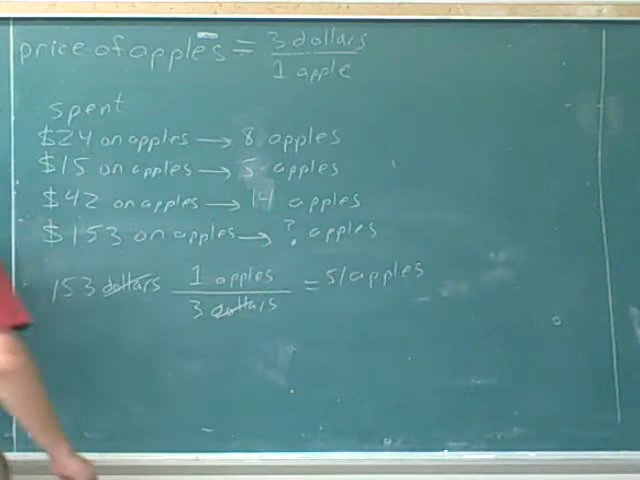 price of apples = 3 dollars / 1 apple
spent
$24 on apples → 8 apples
$15 on apples → 5 apples
$42 on apples → 14 apples
$153 on apples → ? apples
153 dollars 1 apples / 3 dollars = 51 apples